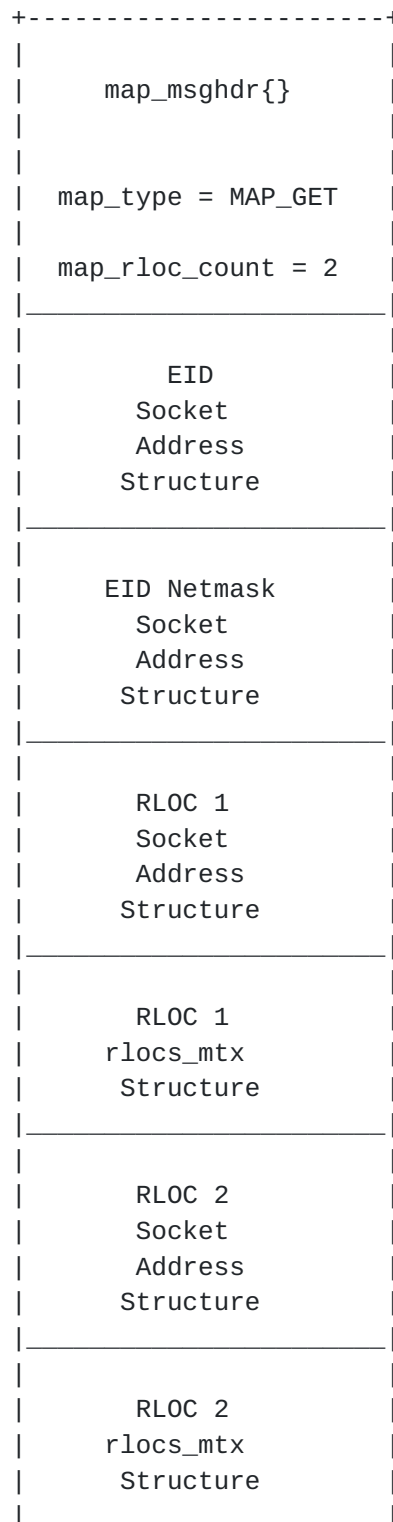 map_msghdr{}
map_type = MAP_GET
map_rloc_count = 2
EID
Socket
Address
Structure
EID Netmask
Socket
Address
Structure
RLOC 1
Socket
Address
Structure
RLOC 1
rlocs_mtx
Structure
RLOC 2
Socket
Address
Structure
RLOC 2
rlocs_mtx
Structure